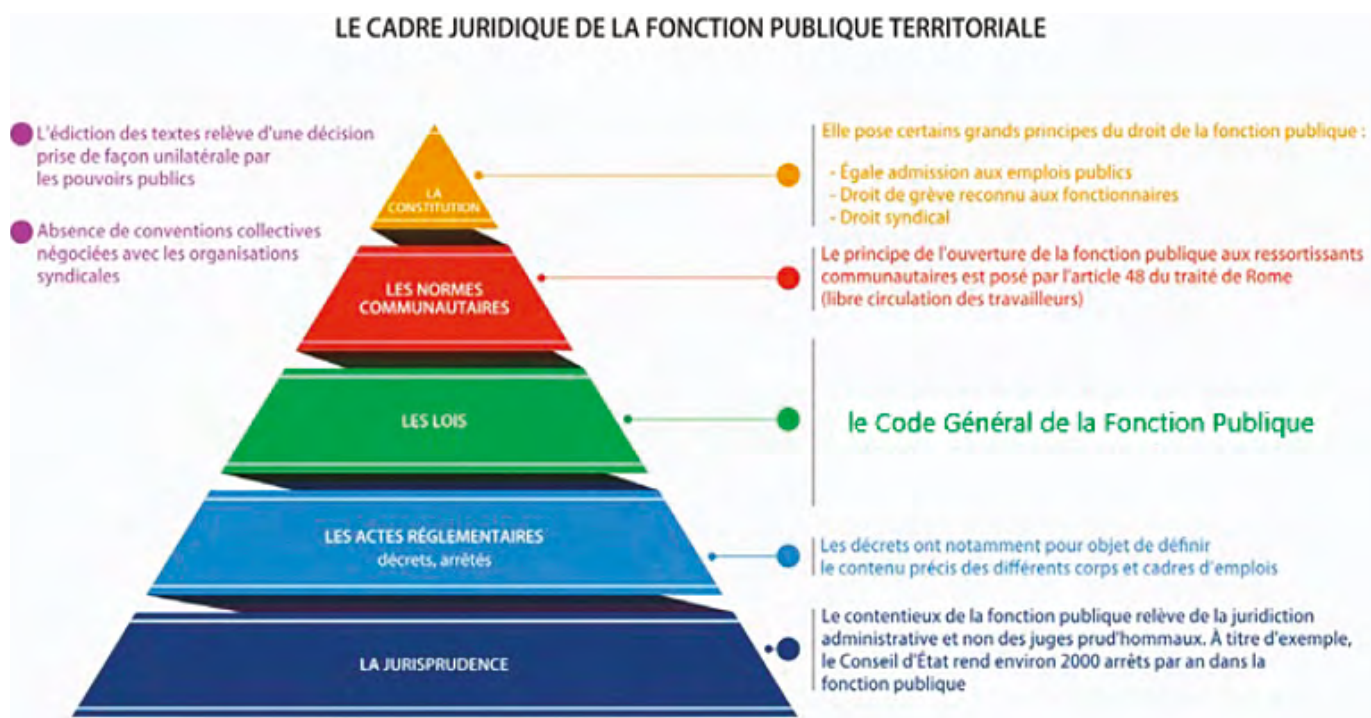 LE CADRE JURIDIQUE DE LA FONCTION PUBLIQUE TERRITORIALE
L'édiction des textes relève d'une décision
prise de façon unilatérale par
les pouvoirs publics
Absence de conventions collectives
négociées avec les organisations
syndicales
LA
CONSTITUTION
Elle pose certains grands principes du droit de la fonction publique :
- Égale admission aux emplois publics
- Droit de grève reconnu aux fonctionnaires
- Droit syndical
LES NORMES
COMMUNAUTAIRES
Le principe de l'ouverture de la fonction publique aux ressortissants
communautaires est posé par l'article 48 du traité de Rome
(libre circulation des travailleurs)
LES LOIS
le Code Général de la Fonction Publique
LES ACTES RÉGLEMENTAIRES
décrets, arrêtés
Les décrets ont notamment pour objet de définir
le contenu précis des différents corps et cadres d'emplois
LA JURISPRUDENCE
Le contentieux de la fonction publique relève de la juridiction
administrative et non des juges prud'hommaux. À titre d'exemple,
le Conseil d'État rend environ 2000 arrêts par an dans la
fonction publique